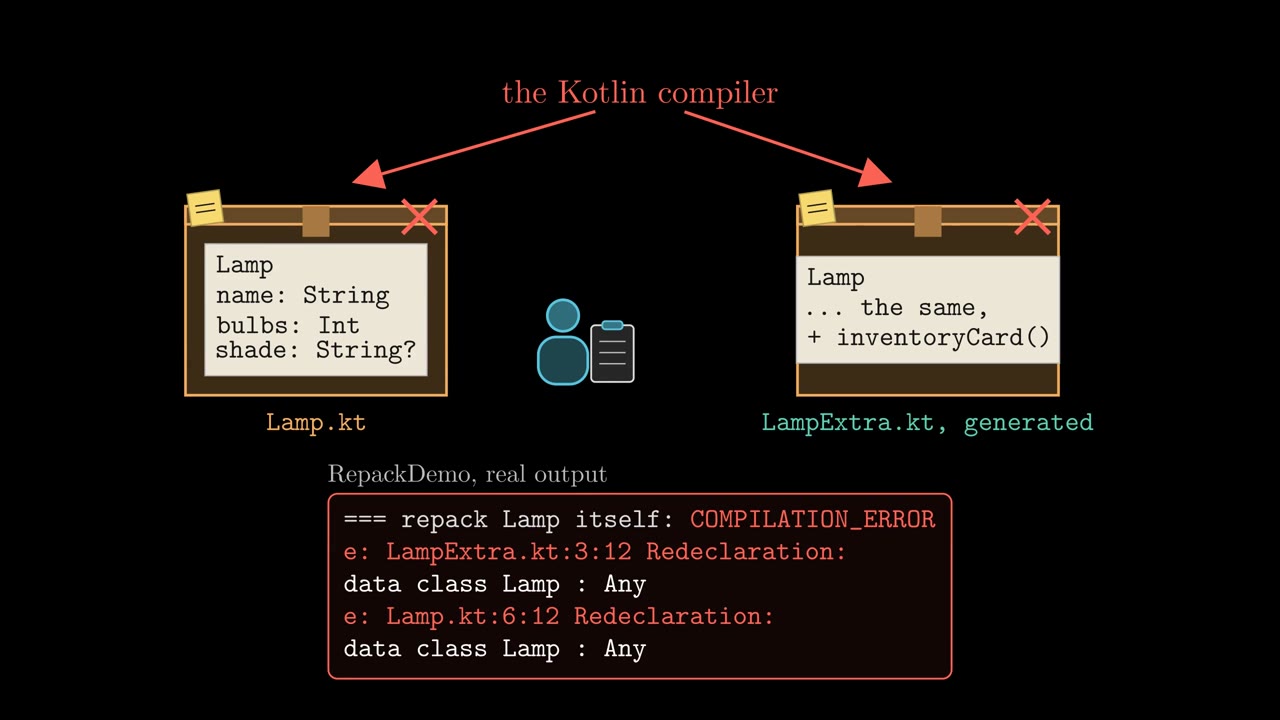 the Kotlin compiler
Lamp
name: String
bulbs: Int
shade: String?
Lamp
... the same,
+ inventoryCard()
Lamp.kt
LampExtra.kt, generated
RepackDemo, real output
=== repack Lamp itself: COMPILATION_ERROR
e: LampExtra.kt:3:12 Redeclaration:
data class Lamp : Any
e: Lamp.kt:6:12 Redeclaration:
data class Lamp : Any